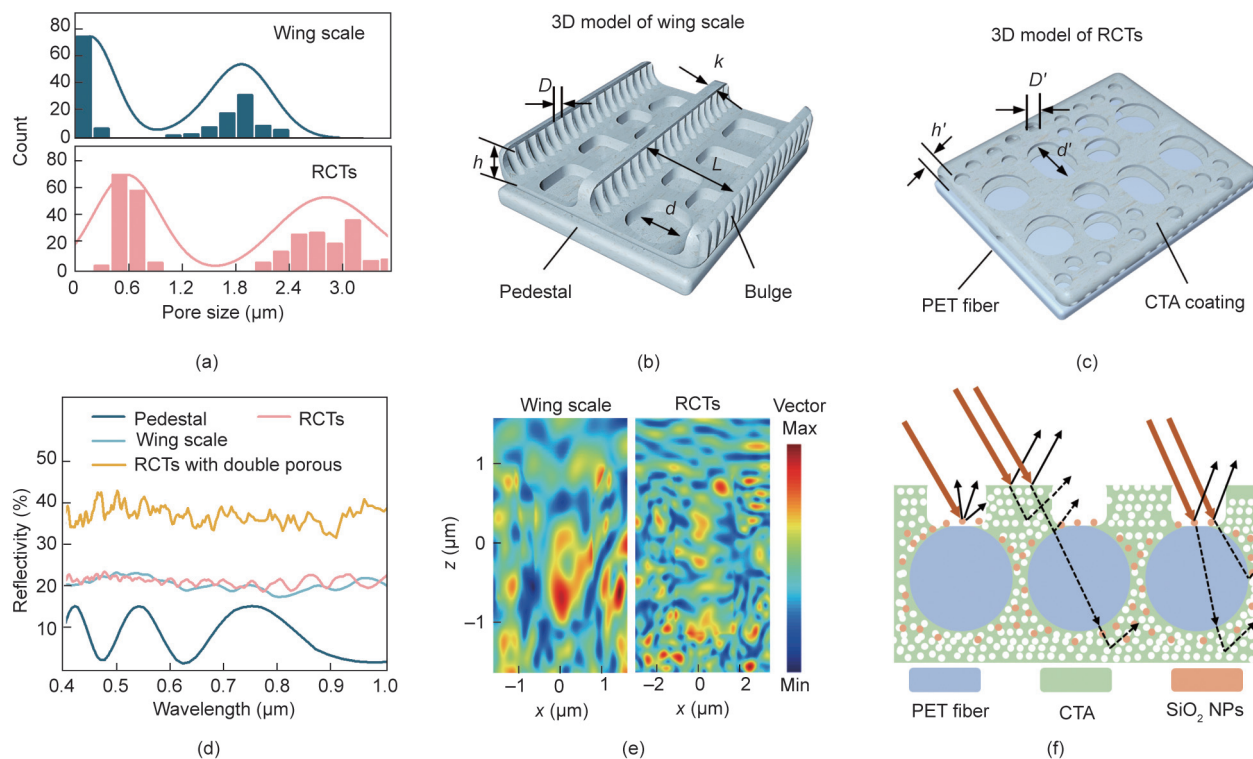 80
60
40
20
0
Wing scale
Count
80
60
40
20
0
RCTs
0 0.6 1.2 1.8 2.4 3.0
Pore size (μm)
(a)
3D model of wing scale
k
D
h
L
d
Pedestal
Bulge
(b)
3D model of RCTs
D'
h'
d'
PET fiber
CTA coating
(c)
Pedestal
RCTs
Wing scale
RCTs with double porous
50
40
30
20
10
Reflectivity (%)
0.4 0.5 0.6 0.7 0.8 0.9 1.0
Wavelength (μm)
(d)
Wing scale
RCTs
Vector
Max
Min
1
0
−1
z (μm)
−1 0 1
x (μm)
−2 0 2
x (μm)
(e)
PET fiber
CTA
SiO₂ NPs
(f)